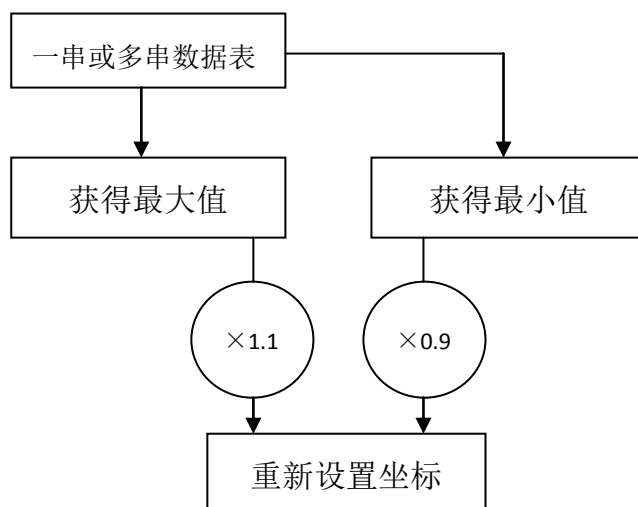 一串或多串数据表
获得最大值
获得最小值
×1.1
×0.9
重新设置坐标